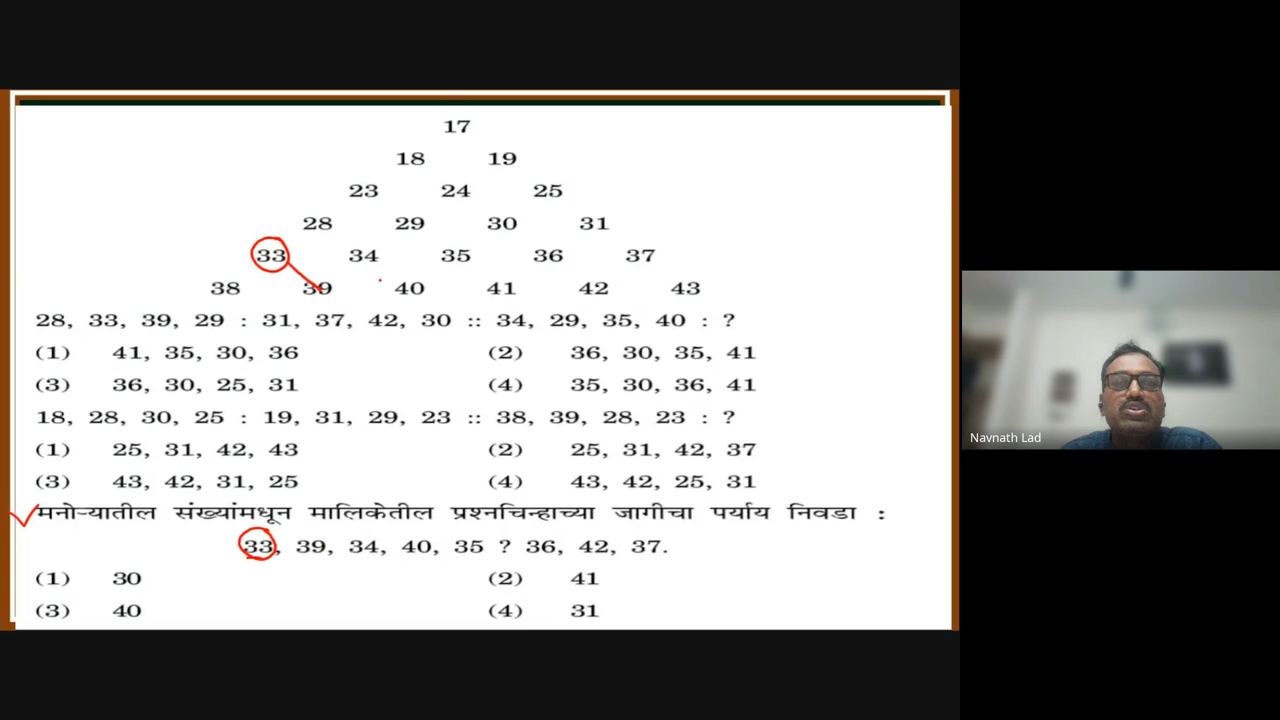 17
18 19
23 24 25
28 29 30 31
33 34 35 36 37
38 39 40 41 42 43
28, 33, 39, 29 : 31, 37, 42, 30 :: 34, 29, 35, 40 : ?
(1) 41, 35, 30, 36 (2) 36, 30, 35, 41
(3) 36, 30, 25, 31 (4) 35, 30, 36, 41
18, 28, 30, 25 : 19, 31, 29, 23 :: 38, 39, 28, 23 : ?
(1) 25, 31, 42, 43 (2) 25, 31, 42, 37
(3) 43, 42, 31, 25 (4) 43, 42, 25, 31
मनोऱ्यातील संख्यांमधून मालिकेतील प्रश्नचिन्हाच्या जागीचा पर्याय निवडा :
33, 39, 34, 40, 35 ? 36, 42, 37.
(1) 30 (2) 41
(3) 40 (4) 31
Navnath Lad